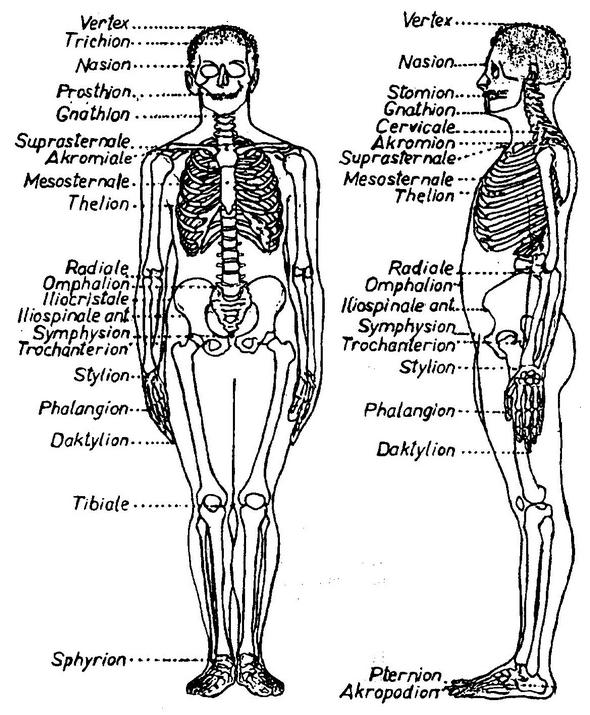 Vertex
Trichion
Nasion
Prosthion
Gnathion
Suprasternale
Akromiale
Mesosternale
Thelion
Radiale
Omphalion
Iliocristale
Iliospinale ant.
Symphysion
Trochanterion
Stylion
Phalangion
Daktylion
Tibiale
Sphyrion
Vertex
Nasion
Stomion
Gnathion
Cervicale
Akromion
Suprasternale
Mesosternale
Thelion
Radiale
Omphalion
Iliospinale ant.
Symphysion
Trochanterion
Stylion
Phalangion
Daktylion
Pternion
Akropodion